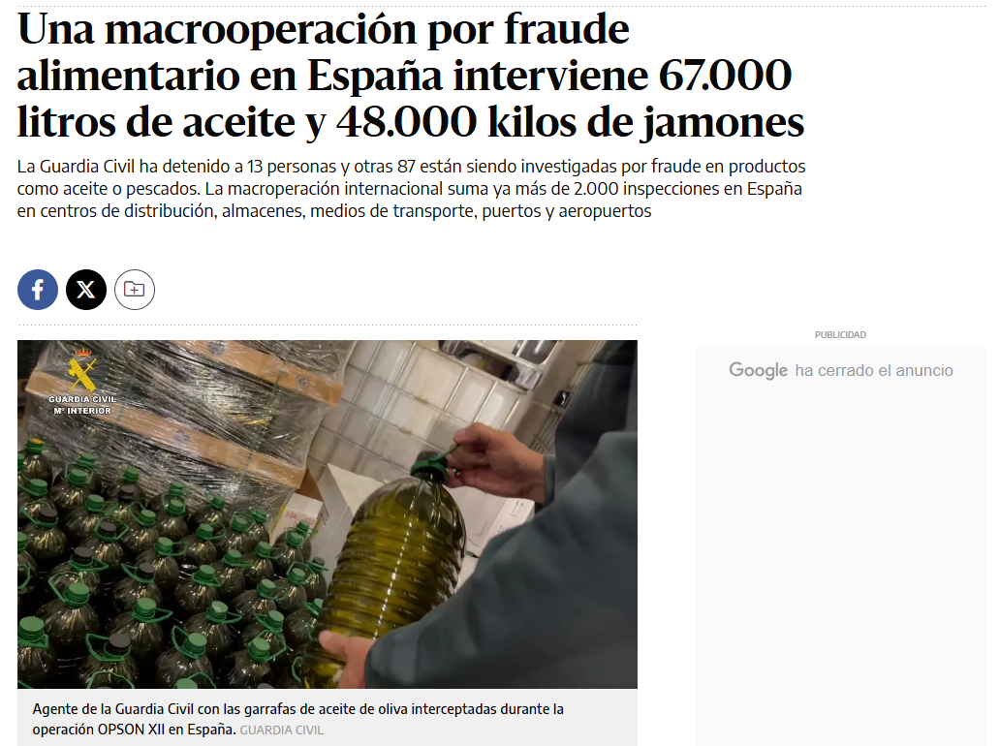 Una macrooperación por fraude
alimentario en España interviene 67.000
litros de aceite y 48.000 kilos de jamones
La Guardia Civil ha detenido a 13 personas y otras 87 están siendo investigadas por fraude en productos
como aceite o pescados. La macroperación internacional suma ya más de 2.000 inspecciones en España
en centros de distribución, almacenes, medios de transporte, puertos y aeropuertos
PUBLICIDAD
Google ha cerrado el anuncio
GUARDIA CIVIL
Mº INTERIOR
Agente de la Guardia Civil con las garrafas de aceite de oliva interceptadas durante la
operación OPSON XII en España. GUARDIA CIVIL